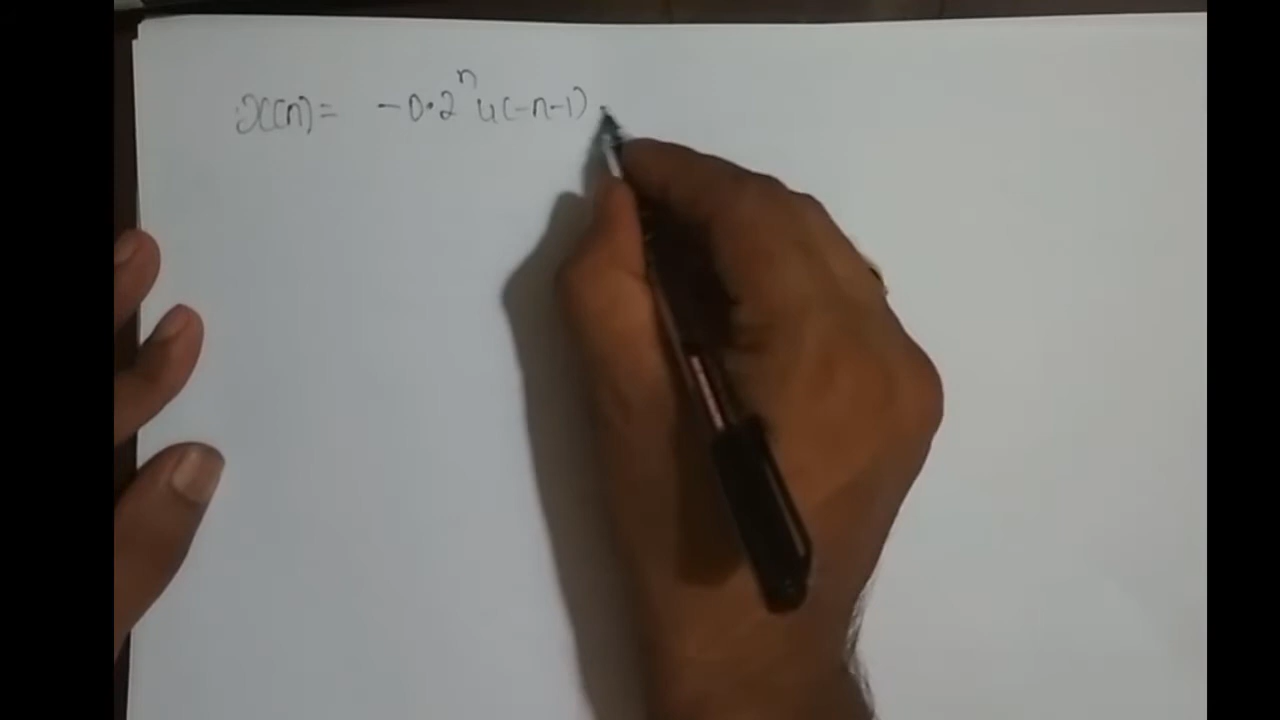 x(n) = -0.2ⁿ u(-n-1)